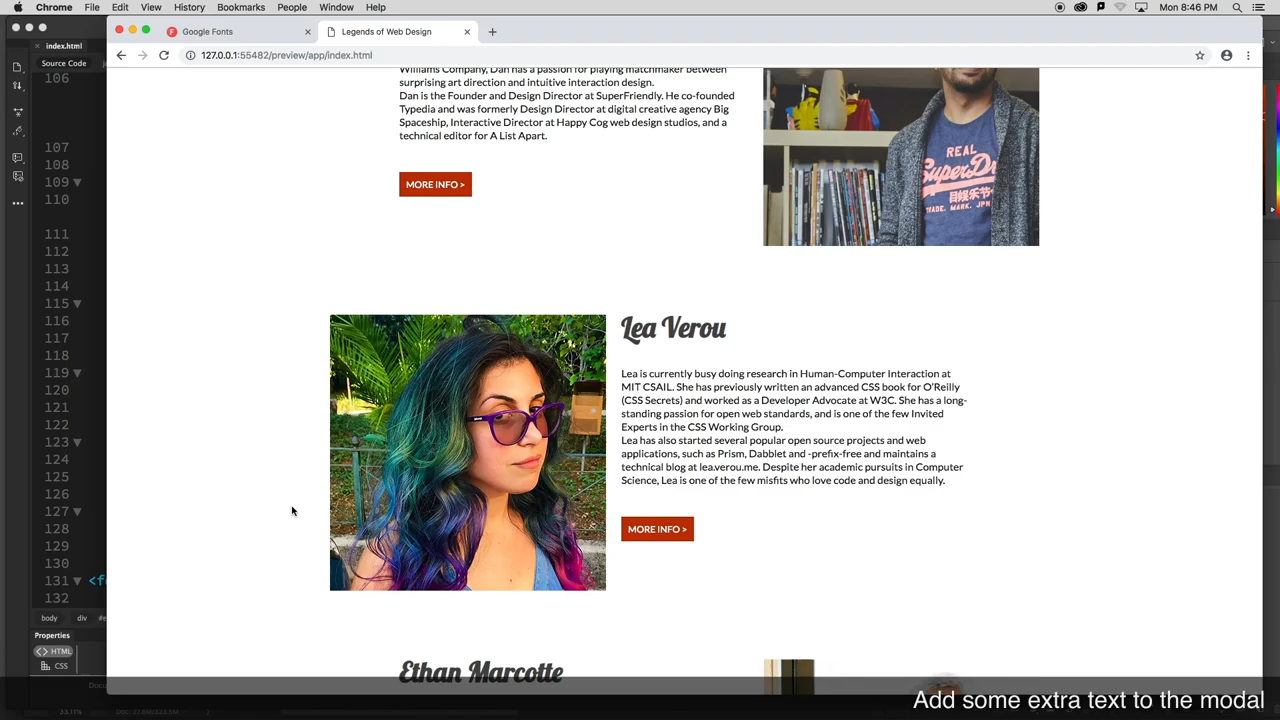 Chrome File Edit View History Bookmarks People Window Help Mon 8:46 PM
Google Fonts Legends of Web Design
127.0.0.1:55482/preview/app/index.html
index.html
Source Code
106
107
108
109
110
111
112
113
114
115
116
117
118
119
120
121
122
123
124
125
126
127
128
129
130
131 <f
132
body div
Properties
HTML
CSS
Williams Company, Dan has a passion for playing matchmaker between
surprising art direction and intuitive interaction design.
Dan is the Founder and Design Director at SuperFriendly. He co-founded
Typedia and was formerly Design Director at digital creative agency Big
Spaceship, Interactive Director at Happy Cog web design studios, and a
technical editor for A List Apart.
MORE INFO >
REAL
SuperDr
目娱乐节
TRADE. MARK. JPN
Lea Verou
Lea is currently busy doing research in Human-Computer Interaction at
MIT CSAIL. She has previously written an advanced CSS book for O'Reilly
(CSS Secrets) and worked as a Developer Advocate at W3C. She has a long-
standing passion for open web standards, and is one of the few Invited
Experts in the CSS Working Group.
Lea has also started several popular open source projects and web
applications, such as Prism, Dabblet and -prefix-free and maintains a
technical blog at lea.verou.me. Despite her academic pursuits in Computer
Science, Lea is one of the few misfits who love code and design equally.
MORE INFO >
Ethan Marcotte
Add some extra text to the modal